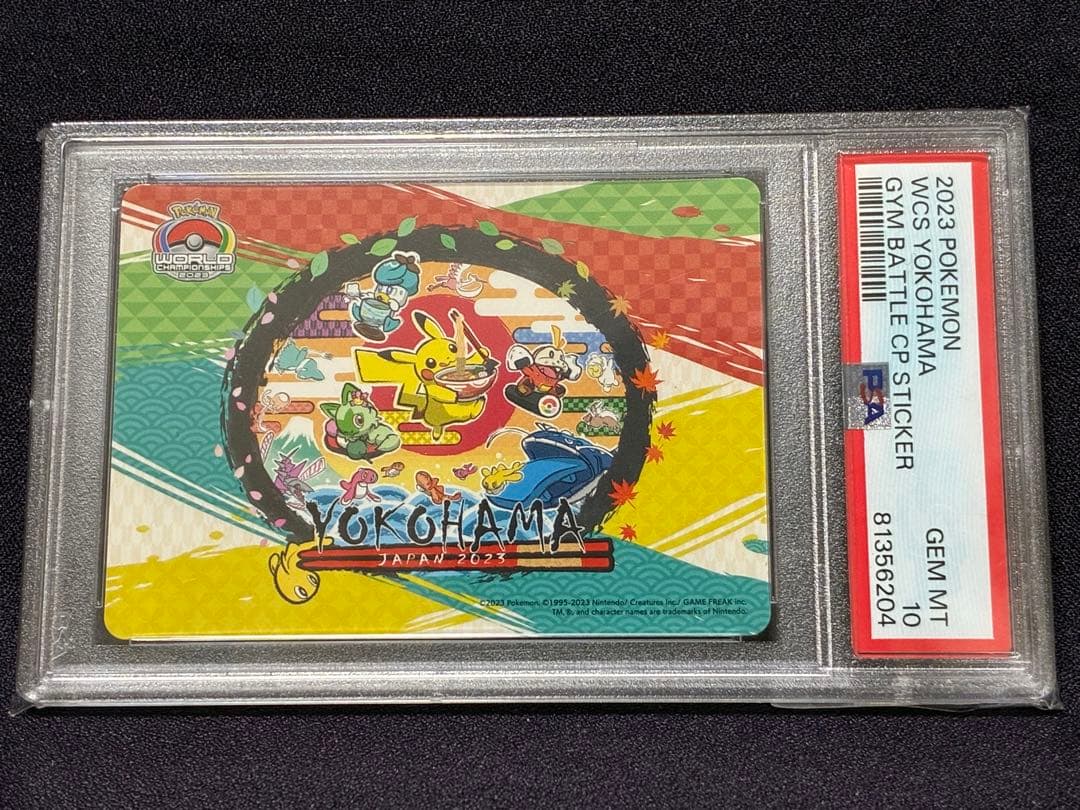 POKÉMON
WORLD
CHAMPIONSHIPS
2023
YOKOHAMA
JAPAN 2023
©2023 Pokémon. ©1995-2023 Nintendo/ Creatures Inc./ GAME FREAK inc.
TM, ®, and character names are trademarks of Nintendo.
2023 POKEMON
WCS YOKOHAMA
GYM BATTLE CP STICKER
GEM MT
10
81356204
PSA